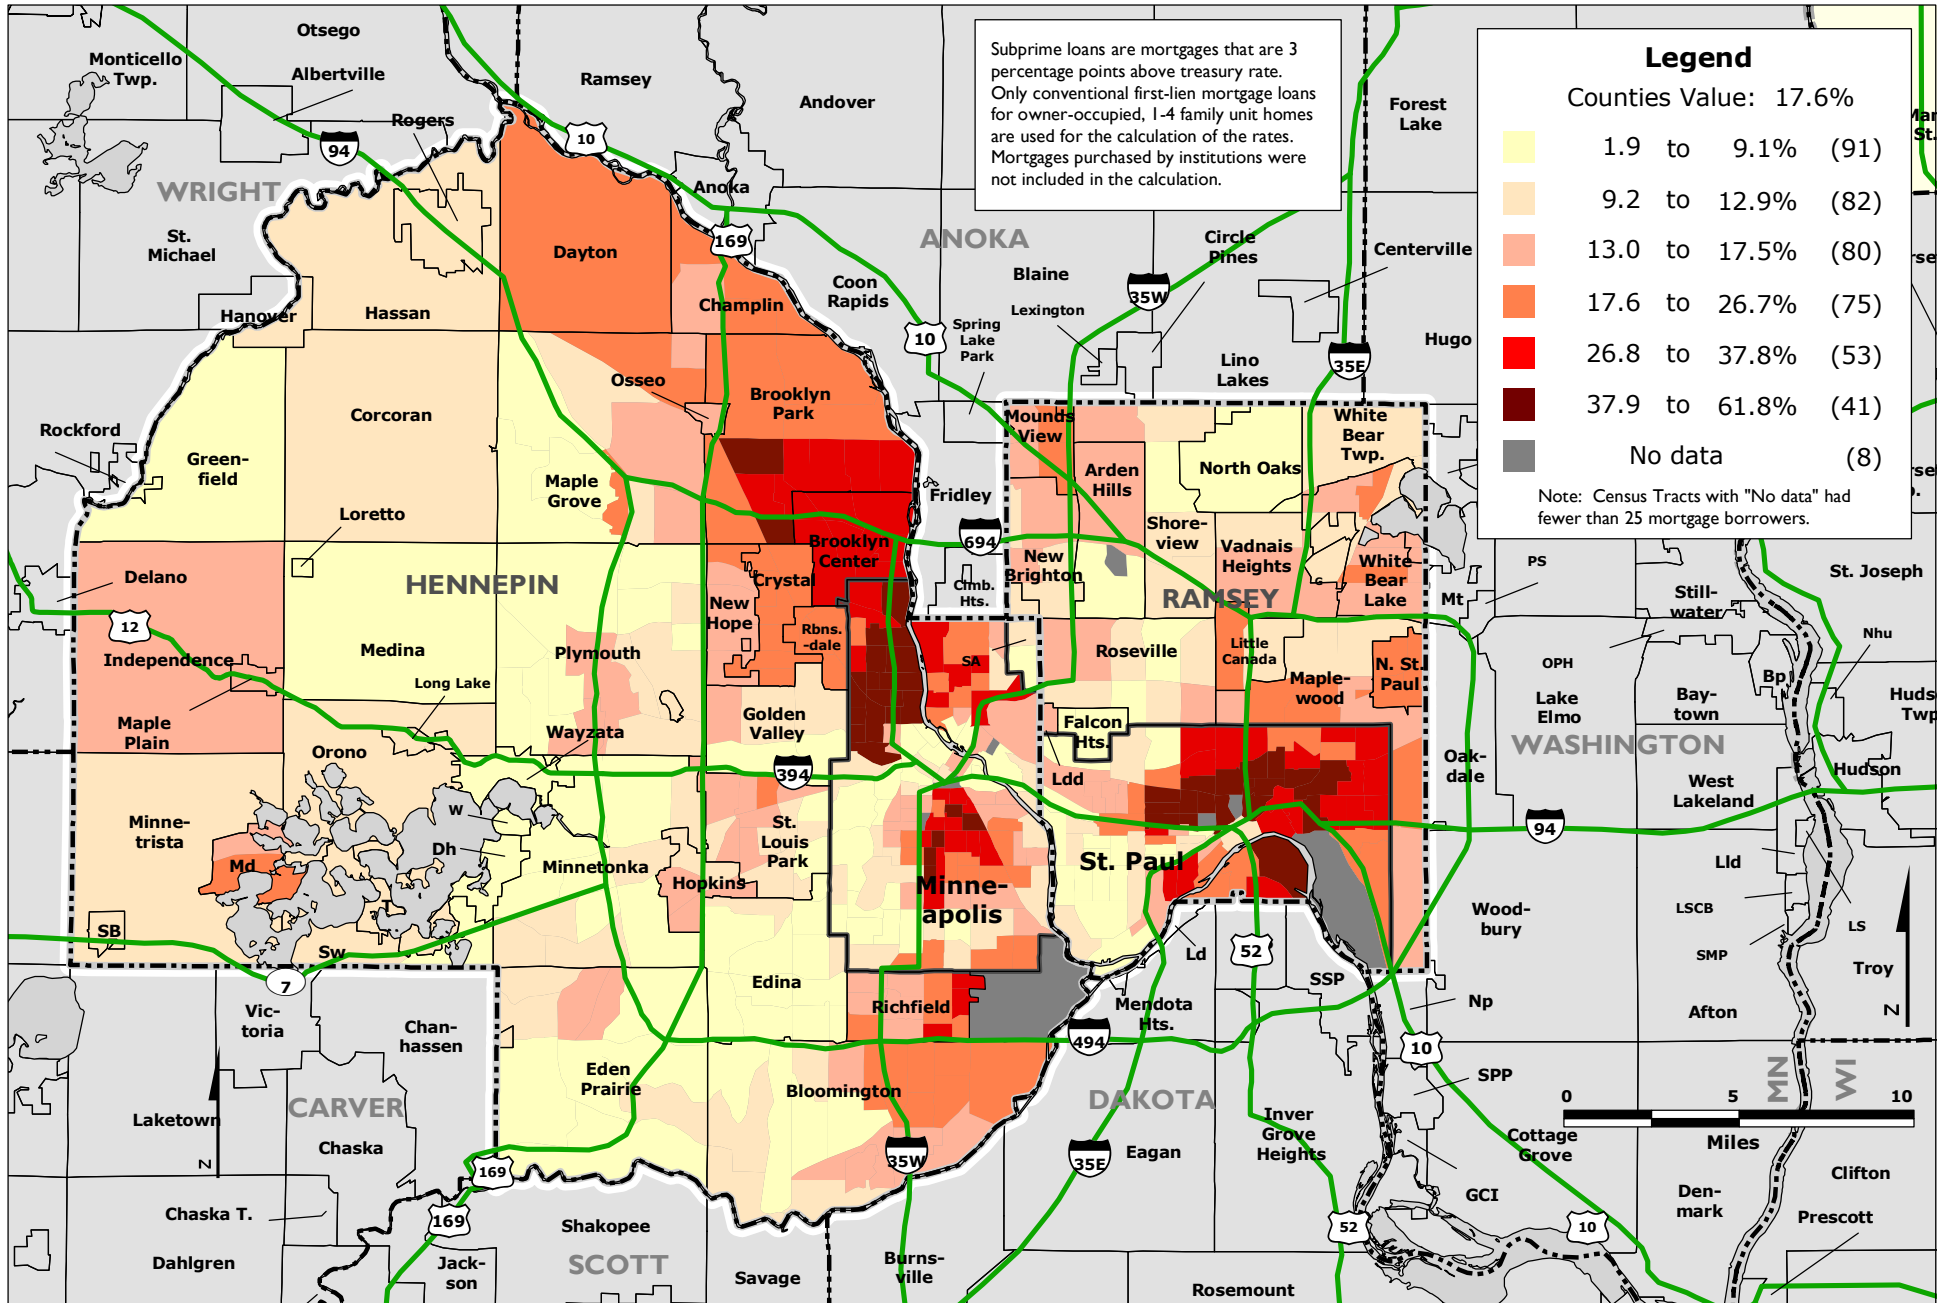 Subprime loans are mortgages that are 3
percentage points above treasury rate.
Only conventional first-lien mortgage loans
for owner-occupied, 1-4 family unit homes
are used for the calculation of the rates.
Mortgages purchased by institutions were
not included in the calculation.
Legend
Counties Value: 17.6%
1.9 to 9.1% (91)
9.2 to 12.9% (82)
13.0 to 17.5% (80)
17.6 to 26.7% (75)
26.8 to 37.8% (53)
37.9 to 61.8% (41)
No data (8)
Note: Census Tracts with "No data" had
fewer than 25 mortgage borrowers.
Otsego
Monticello
Twp.
Albertville
Ramsey
Andover
Forest
Lake
Rogers
94
10
WRIGHT
Anoka
St.
Michael
169
ANOKA
Circle
Pines
Centerville
Dayton
Blaine
Coon
Rapids
35W
Hanover
Hassan
Champlin
Lexington
10
Spring
Lake
Park
Hugo
35E
Lino
Lakes
Osseo
Brooklyn
Park
Corcoran
Mounds
View
White
Bear
Twp.
Rockford
Green-
field
Maple
Grove
Arden
Hills
North Oaks
Fridley
Loretto
Shore-
view
694
Brooklyn
Center
Vadnais
Heights
New
Brighton
White
Bear
Lake
G
PS
St. Joseph
Delano
HENNEPIN
Crystal
Clmb.
Hts.
RAMSEY
Mt
Still-
water
New
Hope
12
Rbns.
-dale
Nhu
Independence
Medina
Plymouth
SA
Roseville
Little
Canada
N. St.
Paul
OPH
Bp
Long Lake
Maple-
wood
Lake
Elmo
Bay-
town
Maple
Plain
Golden
Valley
Falcon
Hts.
Wayzata
Orono
WASHINGTON
394
Ldd
Oak-
dale
Hudson
West
Lakeland
Minne-
trista
W
St.
Louis
Park
94
Dh
Md
Minnetonka
Hopkins
St. Paul
Lld
Minne-
apolis
T
SB
Wood-
bury
LSCB
LS
Sw
Ld
52
SMP
7
Edina
SSP
Troy
Richfield
Mendota
Hts.
Np
Afton
N
Vic-
toria
Chan-
hassen
494
10
Eden
Prairie
Bloomington
SPP
MN
WI
0 5 10
Miles
CARVER
DAKOTA
Laketown
Inver
Grove
Heights
Cottage
Grove
Chaska
N
35W
35E
Eagan
169
Clifton
GCI
Den-
mark
Chaska T.
169
Shakopee
52
10
Prescott
Dahlgren
Jack-
son
SCOTT
Savage
Burns-
ville
Rosemount